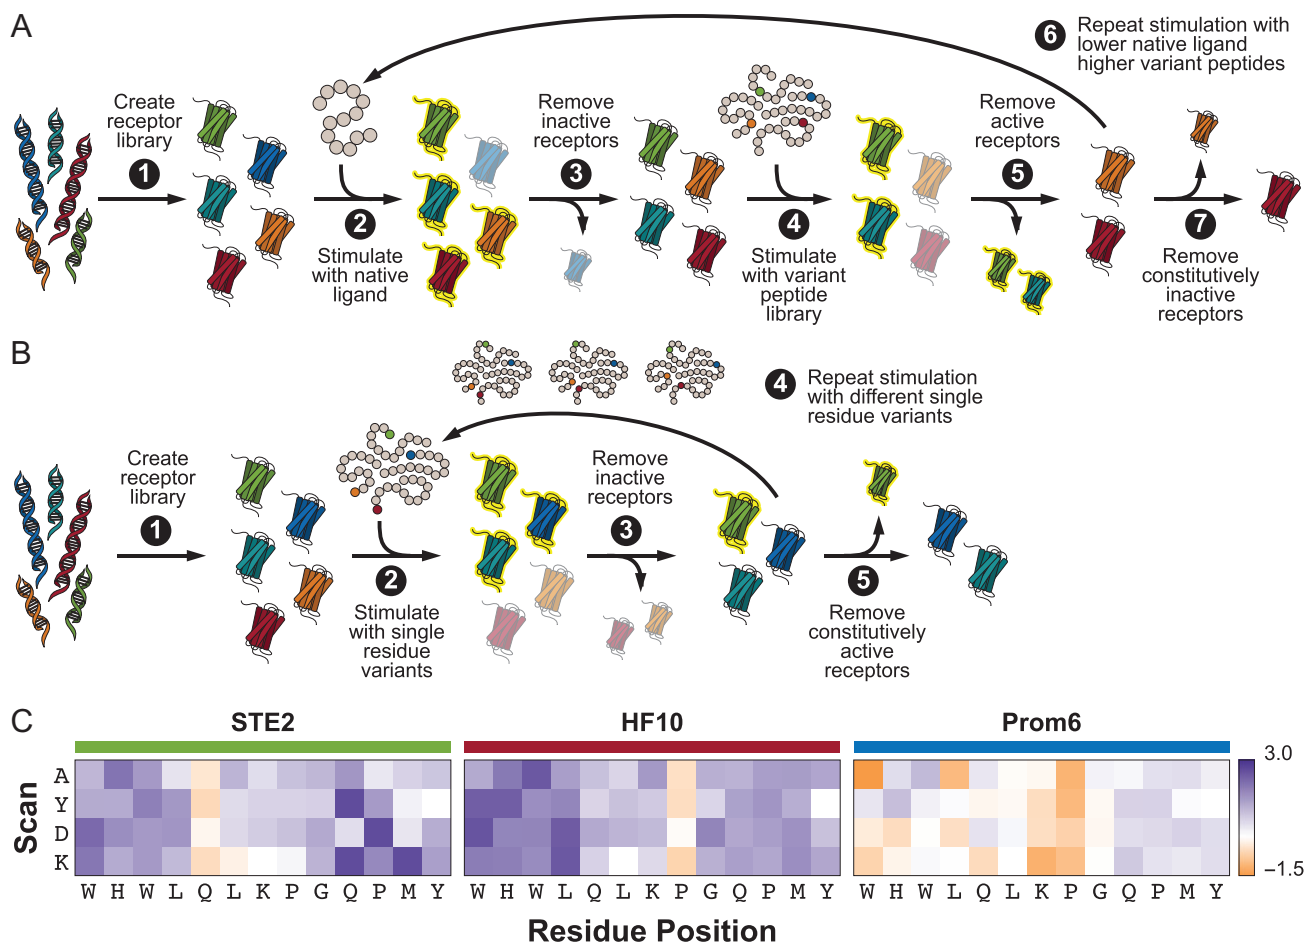 A
Create
receptor
library
1
2
Stimulate
with native
ligand
Remove
inactive
receptors
3
4
Stimulate
with variant
peptide
library
Remove
active
receptors
5
6
Repeat stimulation with
lower native ligand
higher variant peptides
7
Remove
constitutively
inactive
receptors
B
Create
receptor
library
1
2
Stimulate
with single
residue
variants
Remove
inactive
receptors
3
4
Repeat stimulation
with different single
residue variants
5
Remove
constitutively
active
receptors
C
STE2 HF10 Prom6
Scan
A
Y
D
K
W H W L Q L K P G Q P M Y W H W L Q L K P G Q P M Y W H W L Q L K P G Q P M Y
Residue Position
3.0
−1.5